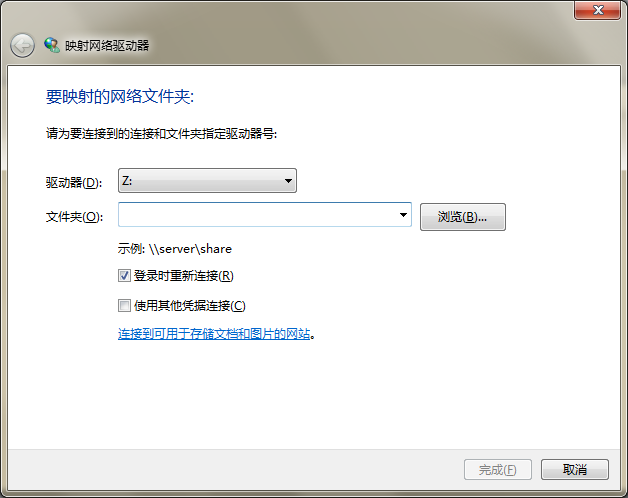 映射网络驱动器
要映射的网络文件夹:
请为要连接到的连接和文件夹指定驱动器号:
驱动器(D): Z:
文件夹(O): 浏览(B)...
示例: \\server\share
登录时重新连接(R)
使用其他凭据连接(C)
连接到可用于存储文档和图片的网站。
完成(F) 取消